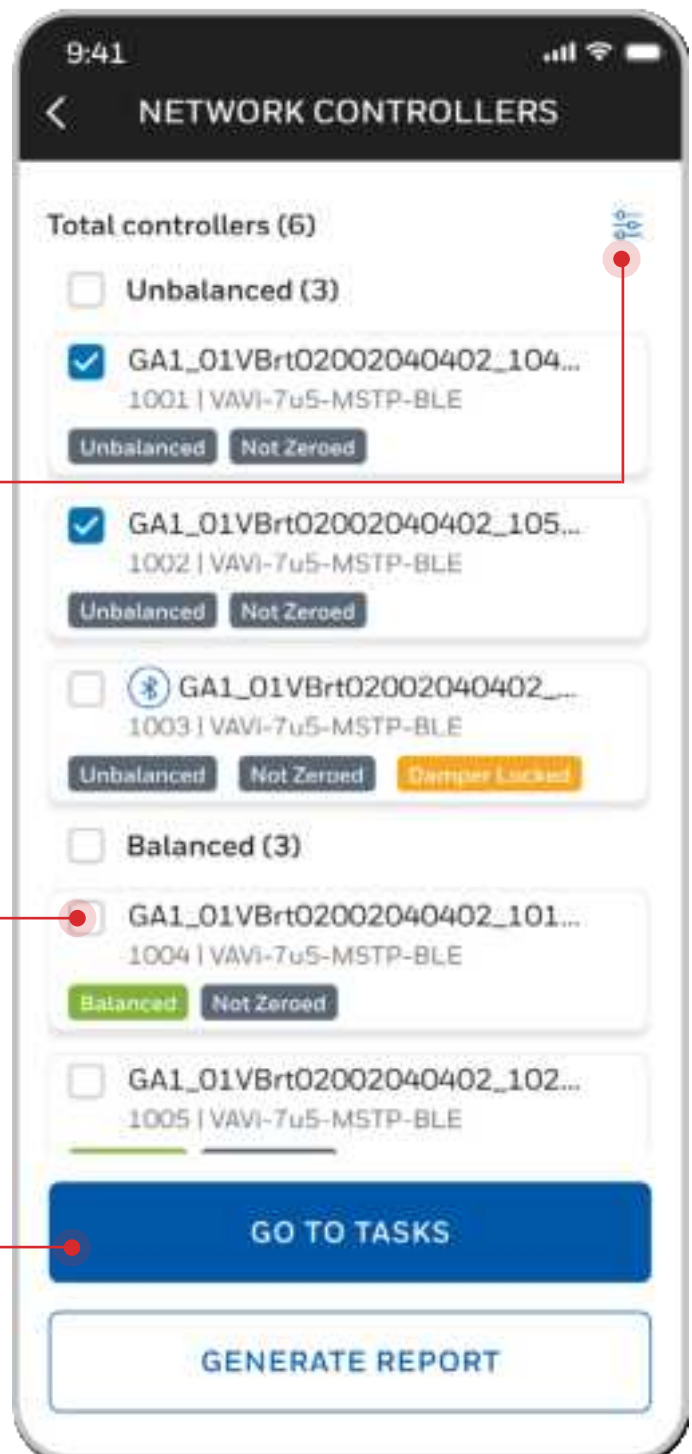 9:41
NETWORK CONTROLLERS
Total controllers (6)
Unbalanced (3)
GA1_01VBrt02002040402_104...
1001 | VAVi-7u5-MSTP-BLE
Unbalanced Not Zeroed
GA1_01VBrt02002040402_105...
1002 | VAVi-7u5-MSTP-BLE
Unbalanced Not Zeroed
GA1_01VBrt02002040402_...
1003 | VAVi-7u5-MSTP-BLE
Unbalanced Not Zeroed Damper Locked
Balanced (3)
GA1_01VBrt02002040402_101...
1004 | VAVi-7u5-MSTP-BLE
Balanced Not Zeroed
GA1_01VBrt02002040402_102...
1005 | VAVi-7u5-MSTP-BLE
GO TO TASKS
GENERATE REPORT